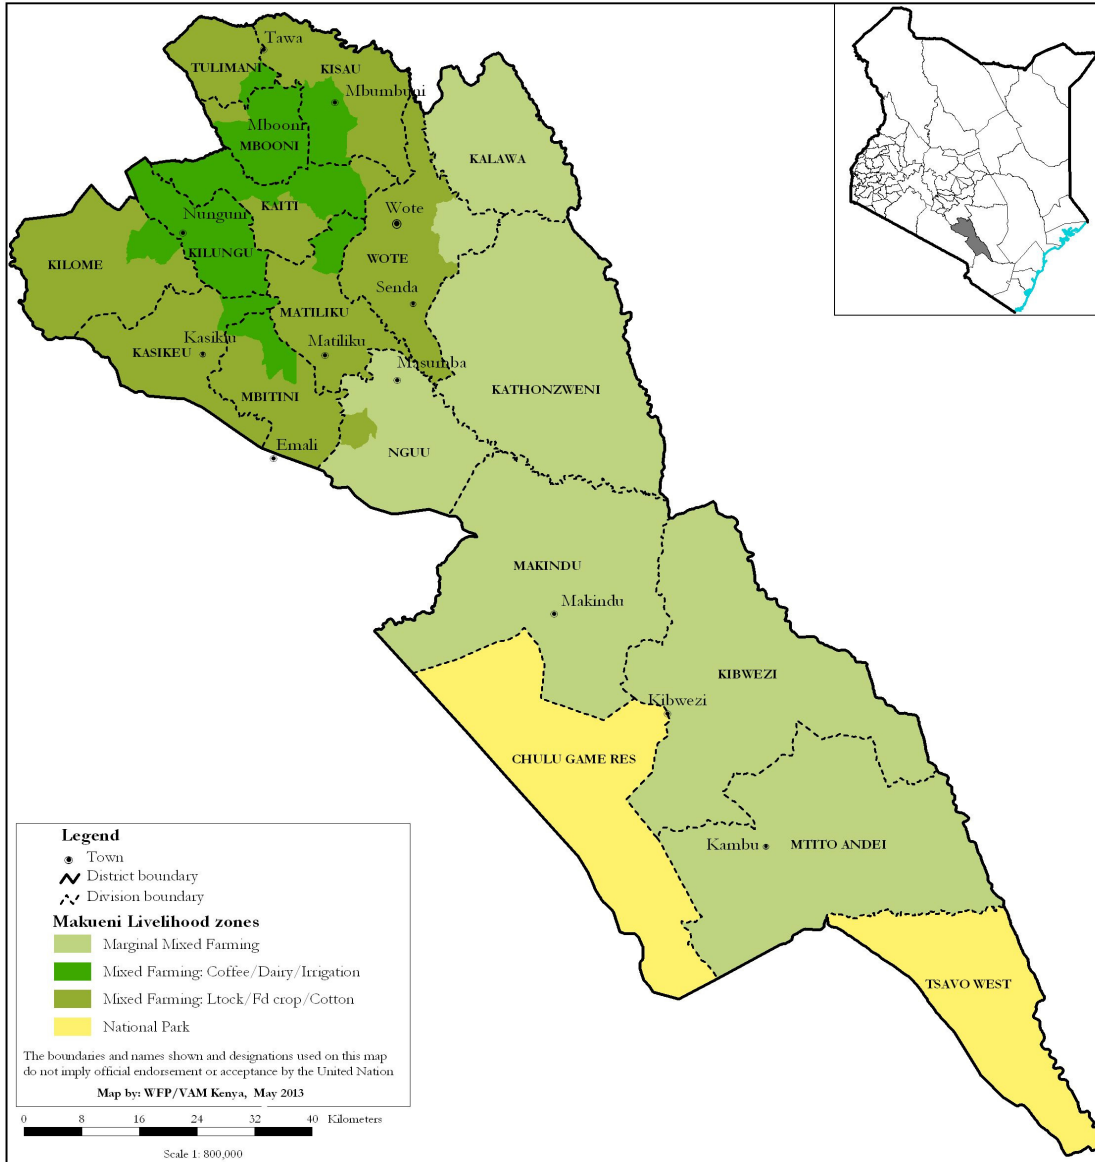 Tawa
TULIMANI
KISAU
Mbumbuni
Mbooni
MBOONI
KALAWA
KAITI
Nunguni
Wote
KILUNGU
WOTE
KILOME
Senda
MATILIKU
Kasikiu
KASIKEU
Matiliku
Masumba
MBITINI
KATHONZWENI
Emali
NGUU
MAKINDU
Makindu
KIBWEZI
Kibwezi
CHULU GAME RES
Kambu
MTITO ANDEI
TSAVO WEST
Legend
Town
District boundary
Division boundary
Makueni Livelihood zones
Marginal Mixed Farming
Mixed Farming: Coffee/Dairy/Irrigation
Mixed Farming: Ltock/Fd crop/Cotton
National Park
The boundaries and names shown and designations used on this map
do not imply official endorsement or acceptance by the United Nation
Map by: WFP/VAM Kenya, May 2013
0 8 16 24 32 40 Kilometers
Scale 1: 800,000